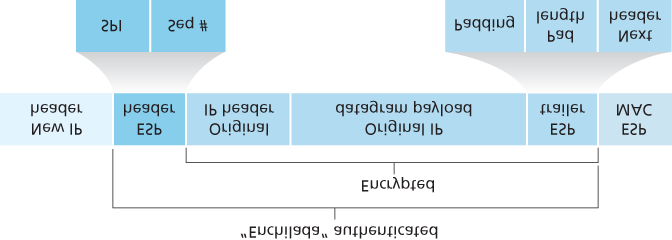 "Enchilada" authenticated
Encrypted
New IP
header
ESP
header
Original
IP header
Original IP
datagram payload
ESP
trailer
ESP
MAC
SPI
Seq #
Padding
Pad
length
Next
header